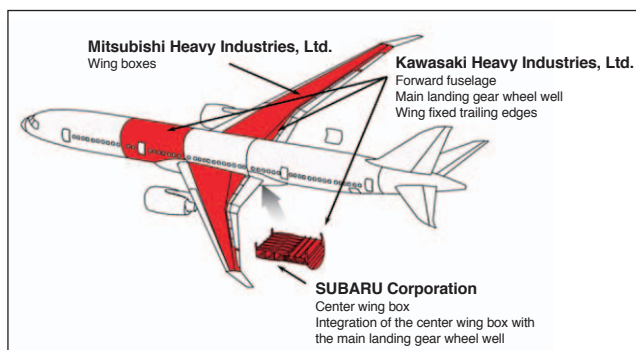 Mitsubishi Heavy Industries, Ltd.
Wing boxes
Kawasaki Heavy Industries, Ltd.
Forward fuselage
Main landing gear wheel well
Wing fixed trailing edges
SUBARU Corporation
Center wing box
Integration of the center wing box with
the main landing gear wheel well